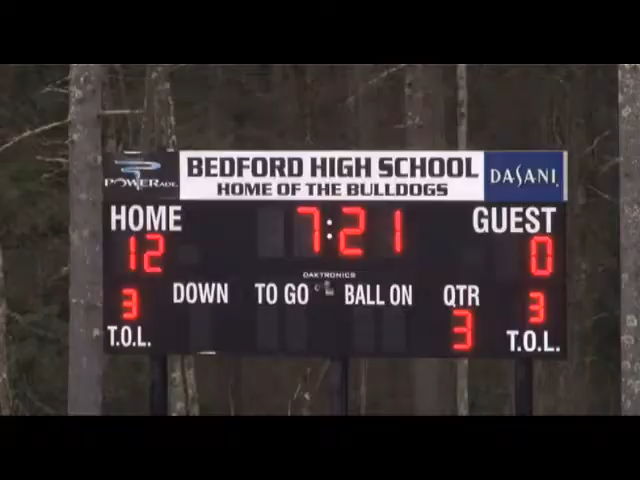 POWERADE
BEDFORD HIGH SCHOOL
HOME OF THE BULLDOGS
DASANI
HOME 7:21 GUEST
12 0
DAKTRONICS
3 DOWN TO GO BALL ON QTR 3
T.O.L. 3 T.O.L.